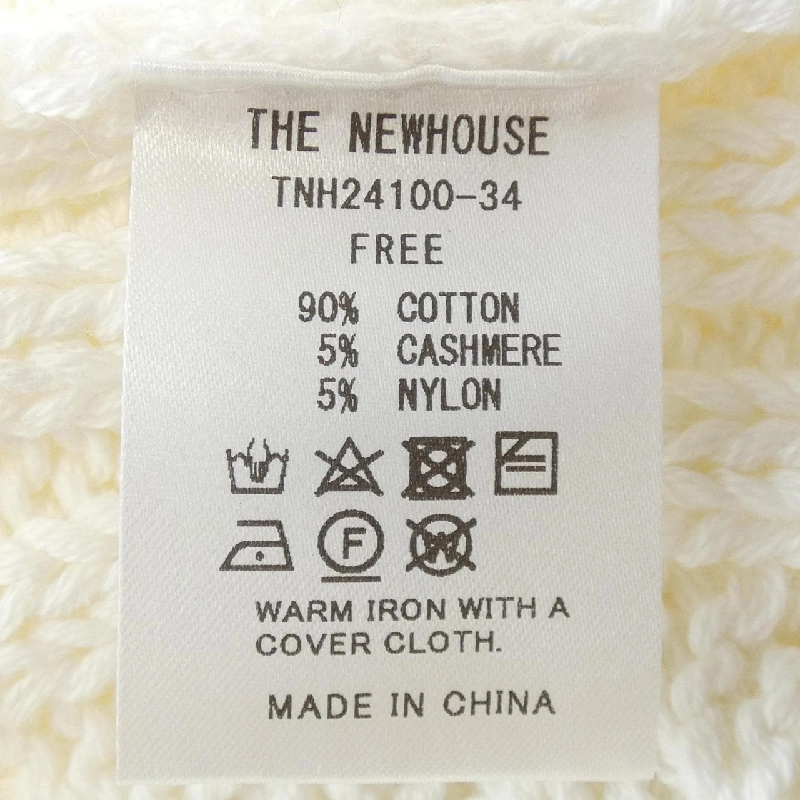 THE NEWHOUSE
TNH24100-34
FREE
90% COTTON
5% CASHMERE
5% NYLON
F W
WARM IRON WITH A
COVER CLOTH.
MADE IN CHINA